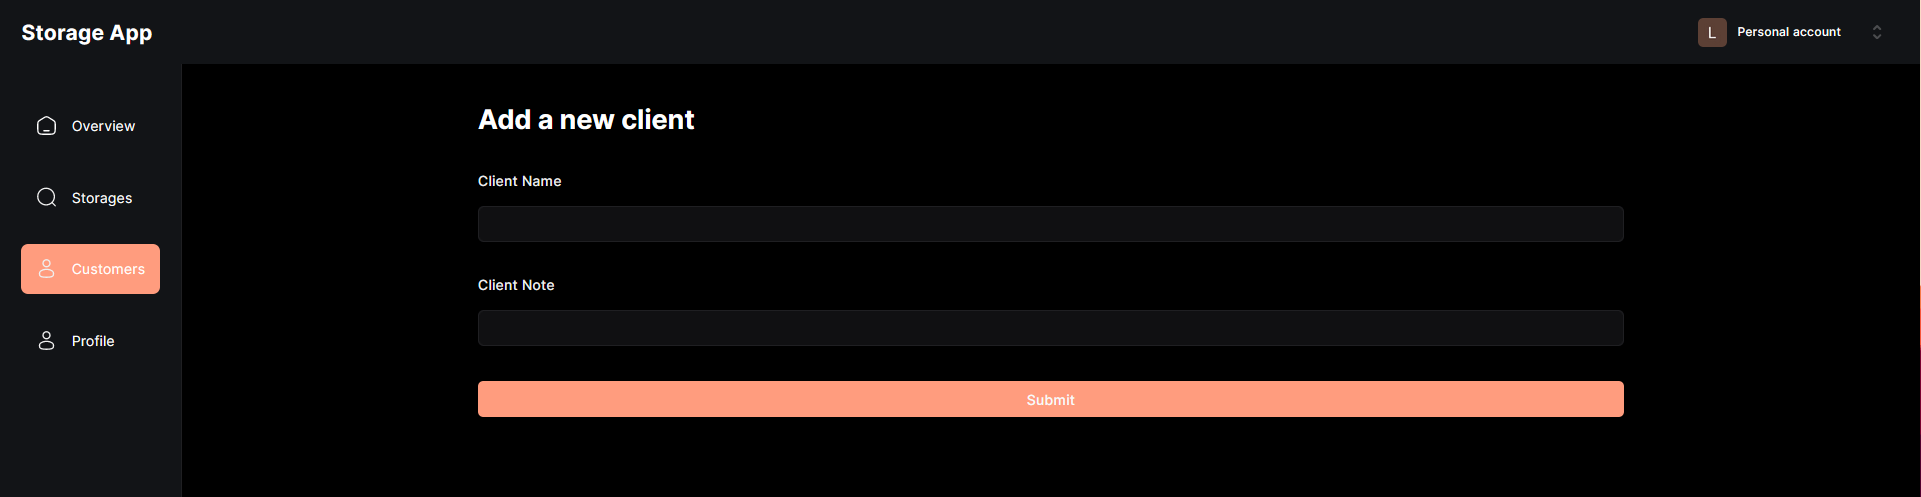 Storage App
L Personal account
Overview
Storages
Customers
Profile
Add a new client
Client Name
Client Note
Submit